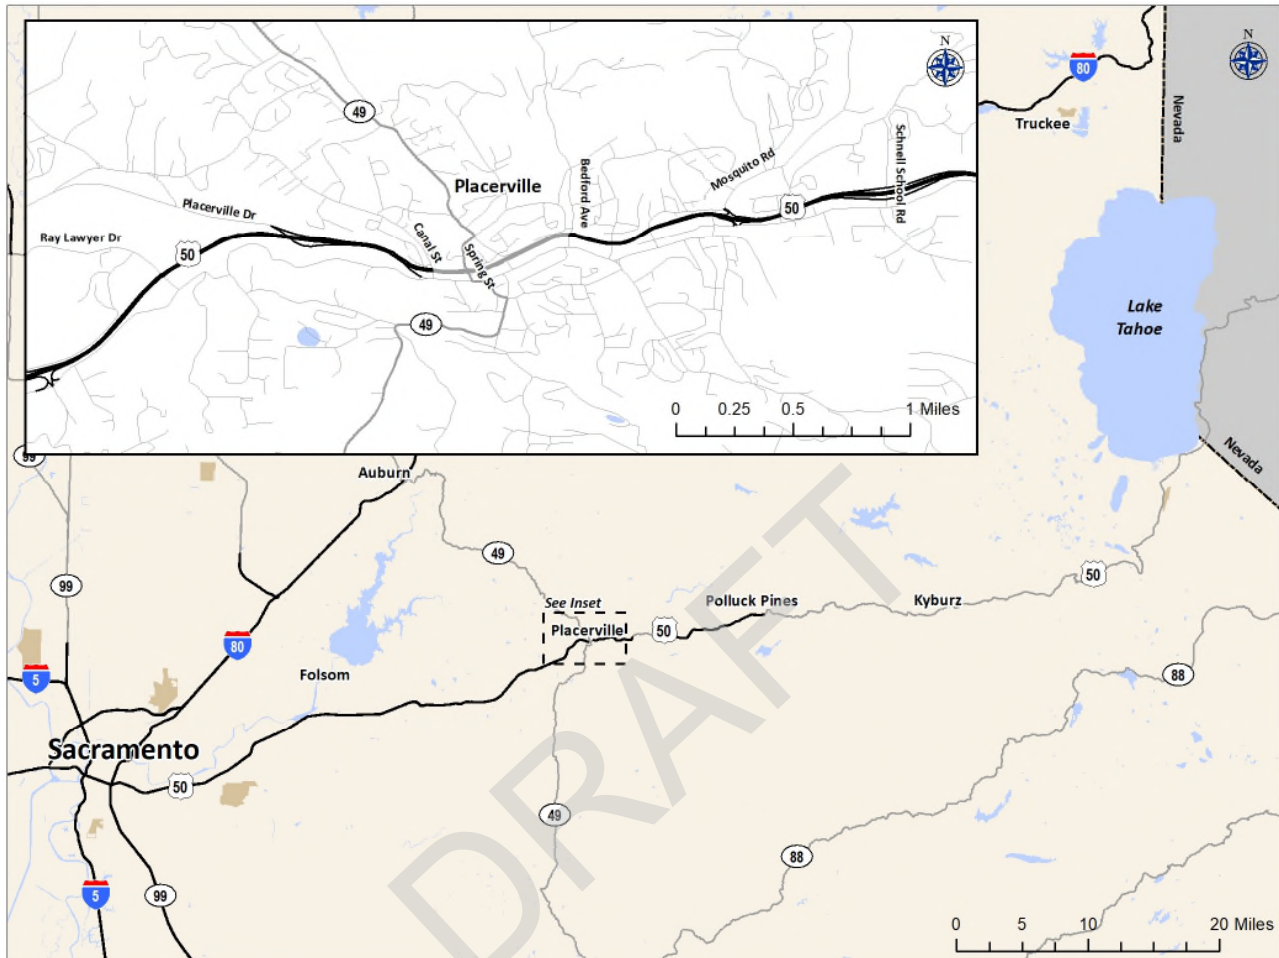 N
N
80
Truckee
Nevada
49
Placerville
Bedford Ave
Mosquito Rd
Schnell School Rd
50
Placerville Dr
Ray Lawyer Dr
50
Canal St
Spring St
49
0 0.25 0.5 1 Miles
Lake
Tahoe
Nevada
99
Auburn
49
99
50
See Inset
Placerville
50
Polluck Pines
Kyburz
80
5
Folsom
88
Sacramento
50
49
88
5
99
0 5 10 20 Miles
DRAFT